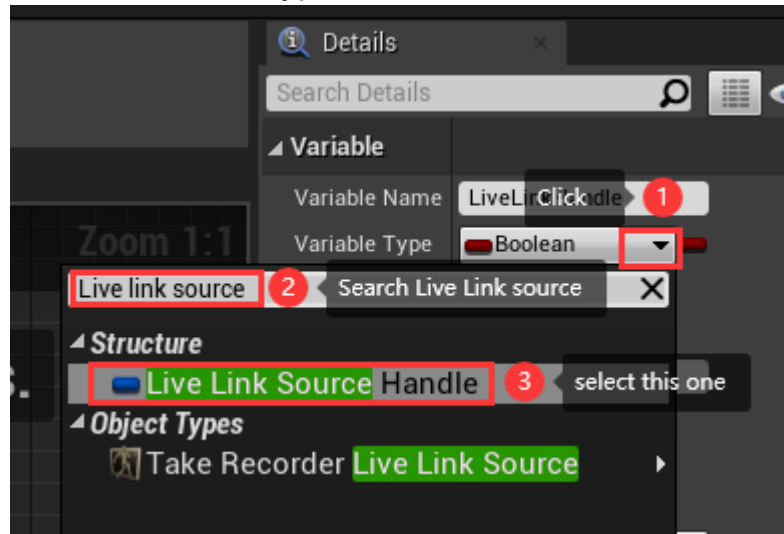 Details
Search Details
Variable
Variable Name LiveLin Click ndle 1
Variable Type Boolean
Zoom 1:1
Live link source 2 Search Live Link source
Structure
s. Live Link Source Handle 3 select this one
Object Types
Take Recorder Live Link Source